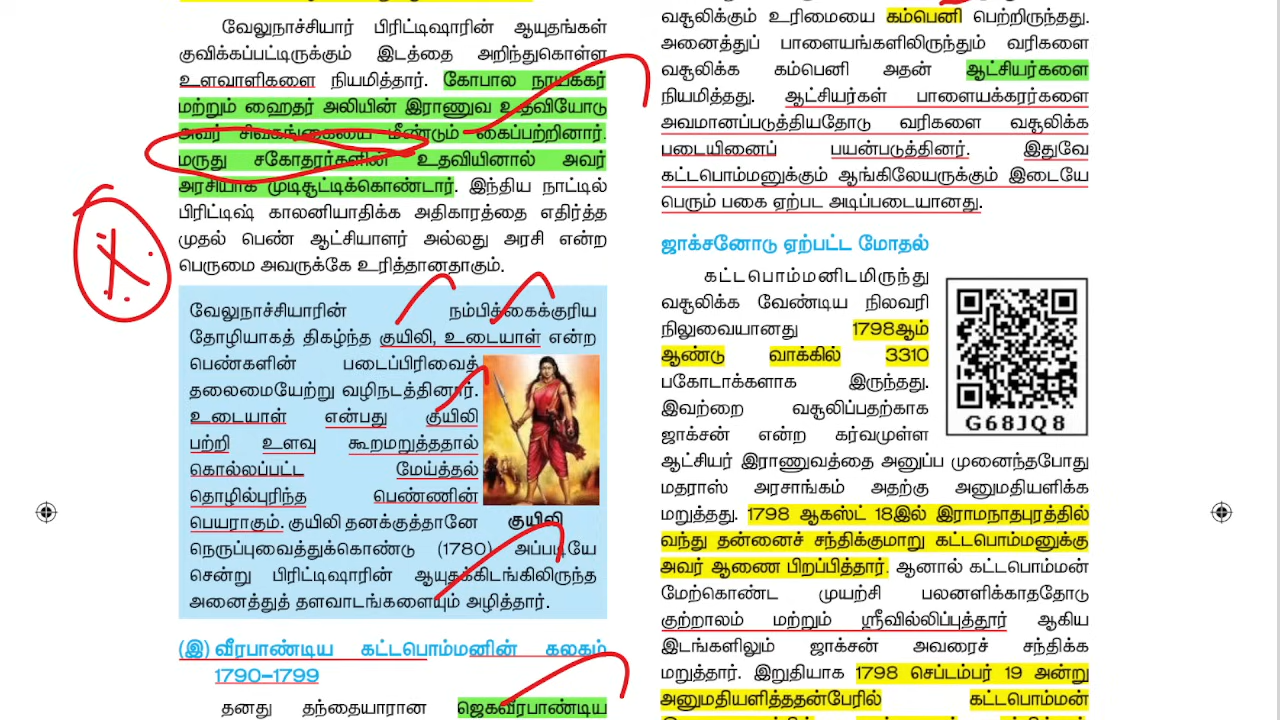 வேலுநாச்சியார் பிரிட்டிஷாரின் ஆயுதங்கள்
குவிக்கப்பட்டிருக்கும் இடத்தை அறிந்துகொள்ள
உளவாளிகளை நியமித்தார். கோபால நாயக்கர்
மற்றும் ஹைதர் அலியின் இராணுவ உதவியோடு
அவர் சிவகங்கையை மீண்டும் கைப்பற்றினார்.
மருது சகோதரர்களின் உதவியினால் அவர்
அரசியாக முடிசூட்டிக்கொண்டார். இந்திய நாட்டில்
பிரிட்டிஷ் காலனியாதிக்க அதிகாரத்தை எதிர்த்த
முதல் பெண் ஆட்சியாளர் அல்லது அரசி என்ற
பெருமை அவருக்கே உரித்தானதாகும்.
வேலுநாச்சியாரின் நம்பிக்கைக்குரிய
தோழியாகத் திகழ்ந்த குயிலி, உடையாள் என்ற
பெண்களின் படைப்பிரிவைத்
தலைமையேற்று வழிநடத்தினார்.
உடையாள் என்பது குயிலி
பற்றி உளவு கூறமறுத்ததால்
கொல்லப்பட்ட மேய்த்தல்
தொழில்புரிந்த பெண்ணின்
பெயராகும். குயிலி தனக்குத்தானே
குயிலி
நெருப்புவைத்துக்கொண்டு (1780) அப்படியே
சென்று பிரிட்டிஷாரின் ஆயுதக்கிடங்கிலிருந்த
அனைத்துத் தளவாடங்களையும் அழித்தார்.
(இ) வீரபாண்டிய கட்டபொம்மனின் கலகம்
1790–1799
தனது தந்தையாரான ஜெகவீரபாண்டிய
வசூலிக்கும் உரிமையை கம்பெனி பெற்றிருந்தது.
அனைத்துப் பாளையங்களிலிருந்தும் வரிகளை
வசூலிக்க கம்பெனி அதன் ஆட்சியர்களை
நியமித்தது. ஆட்சியர்கள் பாளையக்கரர்களை
அவமானப்படுத்தியதோடு வரிகளை வசூலிக்க
படையினைப் பயன்படுத்தினர். இதுவே
கட்டபொம்மனுக்கும் ஆங்கிலேயருக்கும் இடையே
பெரும் பகை ஏற்பட அடிப்படையானது.
ஜாக்சனோடு ஏற்பட்ட மோதல்
கட்டபொம்மனிடமிருந்து
வசூலிக்க வேண்டிய நிலவரி
நிலுவையானது 1798ஆம்
ஆண்டு வாக்கில் 3310
பகோடாக்களாக இருந்தது.
இவற்றை வசூலிப்பதற்காக
ஜாக்சன் என்ற கர்வமுள்ள
G68JQ8
ஆட்சியர் இராணுவத்தை அனுப்ப முனைந்தபோது
மதராஸ் அரசாங்கம் அதற்கு அனுமதியளிக்க
மறுத்தது. 1798 ஆகஸ்ட் 18இல் இராமநாதபுரத்தில்
வந்து தன்னைச் சந்திக்குமாறு கட்டபொம்மனுக்கு
அவர் ஆணை பிறப்பித்தார். ஆனால் கட்டபொம்மன்
மேற்கொண்ட முயற்சி பலனளிக்காததோடு
குற்றாலம் மற்றும் ஸ்ரீவில்லிப்புத்தூர் ஆகிய
இடங்களிலும் ஜாக்சன் அவரைச் சந்திக்க
மறுத்தார். இறுதியாக 1798 செப்டம்பர் 19 அன்று
அனுமதியளித்ததன்பேரில் கட்டபொம்மன்